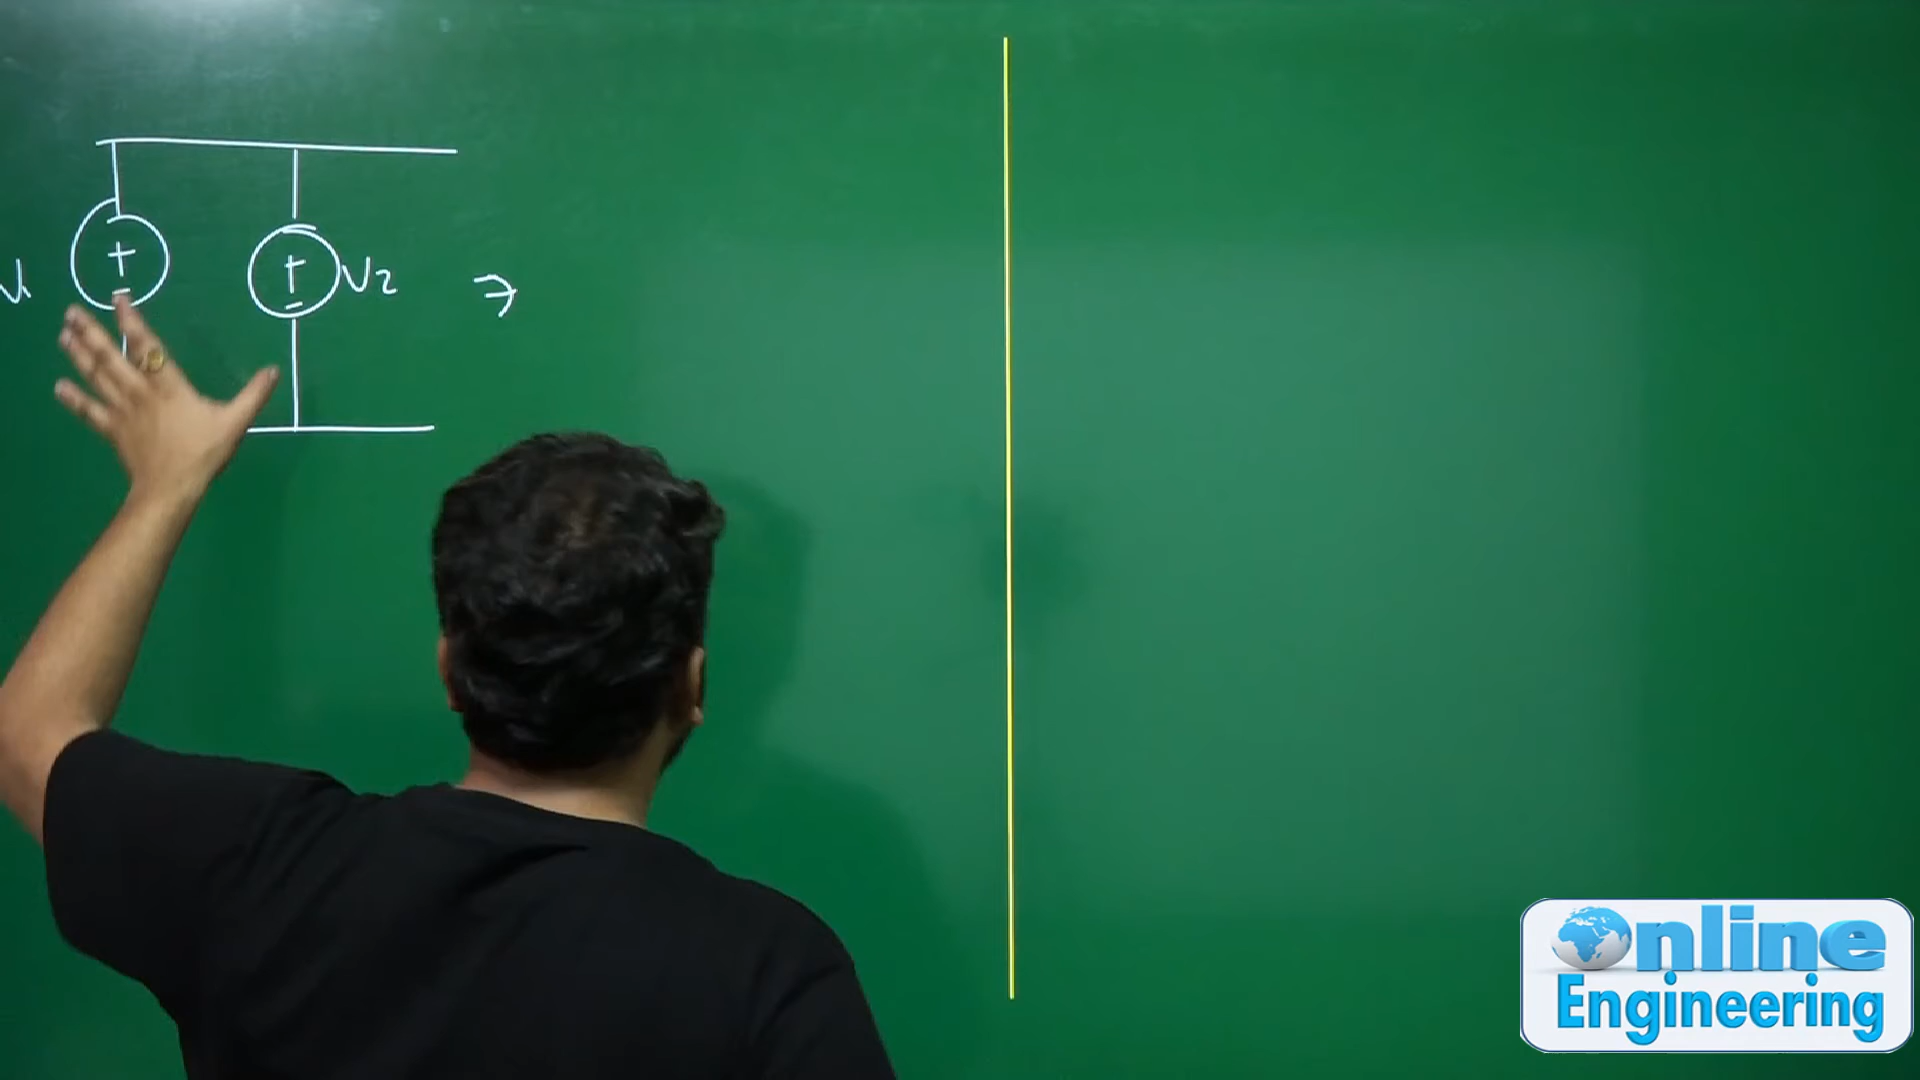 V1
+
-
+
-
V2
Online
Engineering